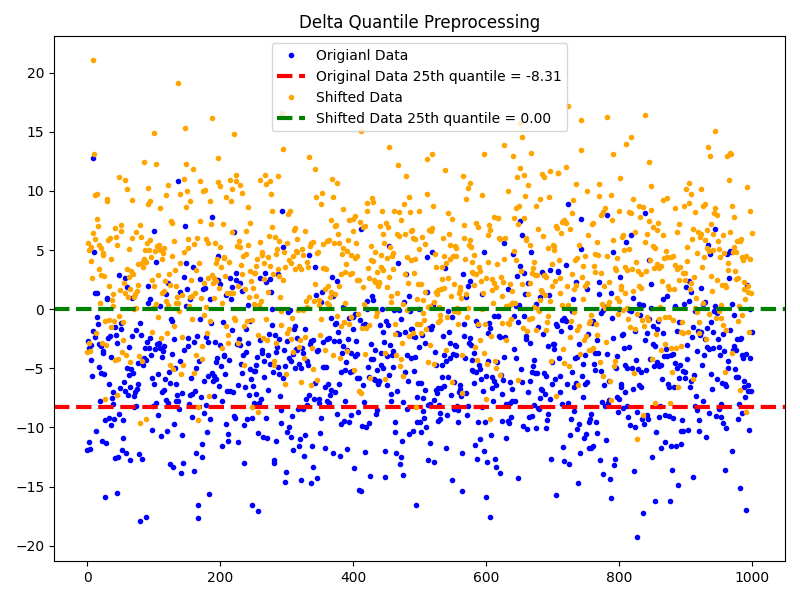 Delta Quantile Preprocessing
Origianl Data
Original Data 25th quantile = -8.31
Shifted Data
Shifted Data 25th quantile = 0.00
20
15
10
5
0
−5
−10
−15
−20
0 200 400 600 800 1000